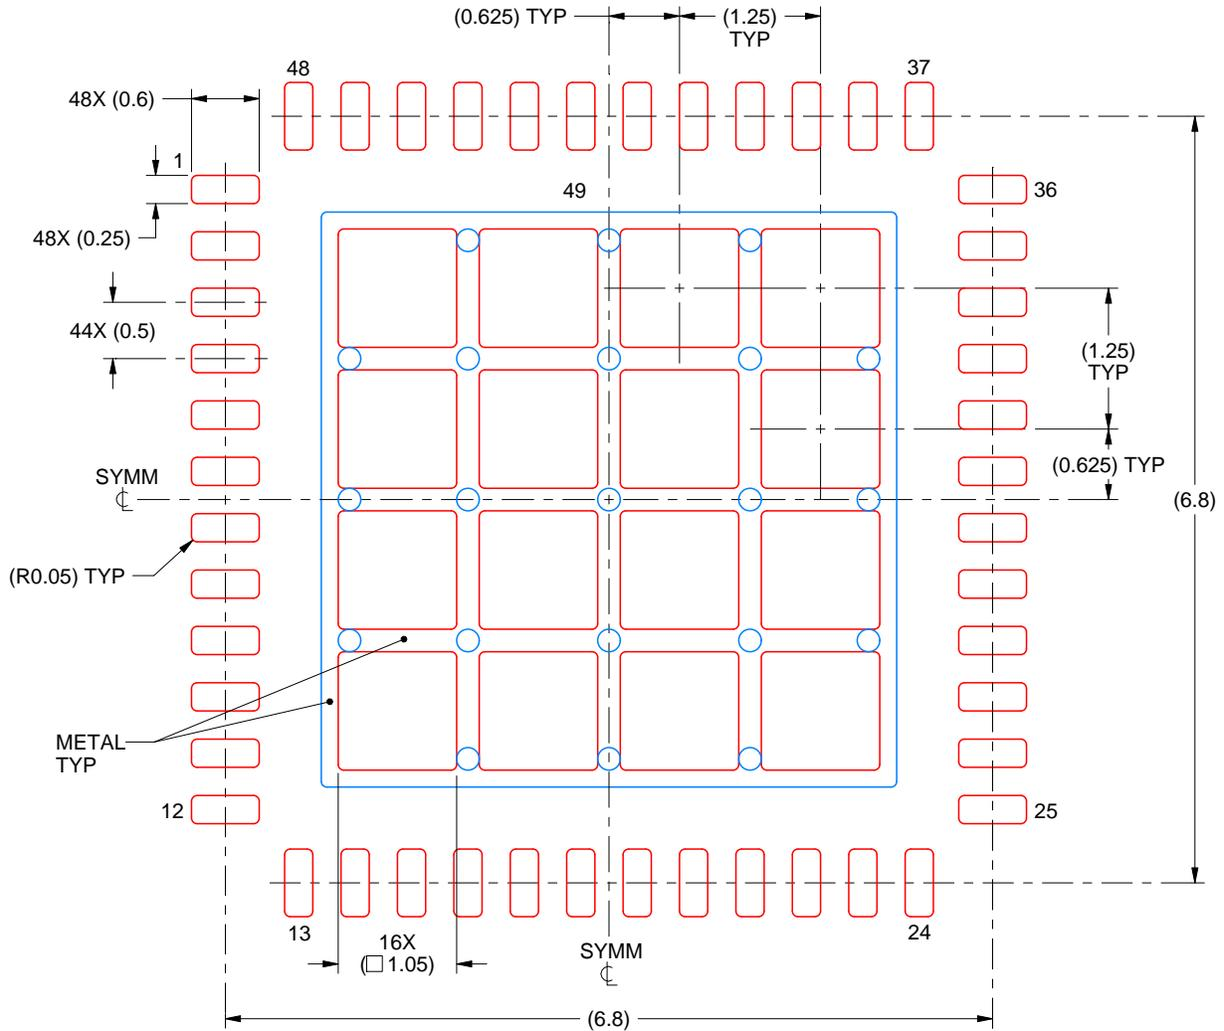 (0.625) TYP
(1.25)
TYP
48
37
48X (0.6)
1
49
36
48X (0.25)
44X (0.5)
(1.25)
TYP
(0.625) TYP
SYMM
℄
(6.8)
(R0.05) TYP
METAL
TYP
12
25
13
24
16X
(□ 1.05)
SYMM
℄
(6.8)